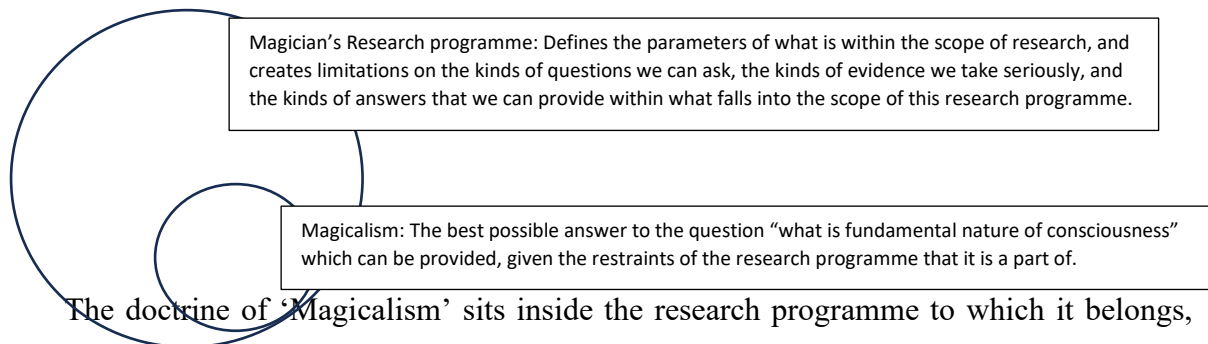 Magician’s Research programme: Defines the parameters of what is within the scope of research, and
creates limitations on the kinds of questions we can ask, the kinds of evidence we take seriously, and
the kinds of answers that we can provide within what falls into the scope of this research programme.
Magicalism: The best possible answer to the question “what is fundamental nature of consciousness”
which can be provided, given the restraints of the research programme that it is a part of.
The doctrine of ‘Magicalism’ sits inside the research programme to which it belongs,